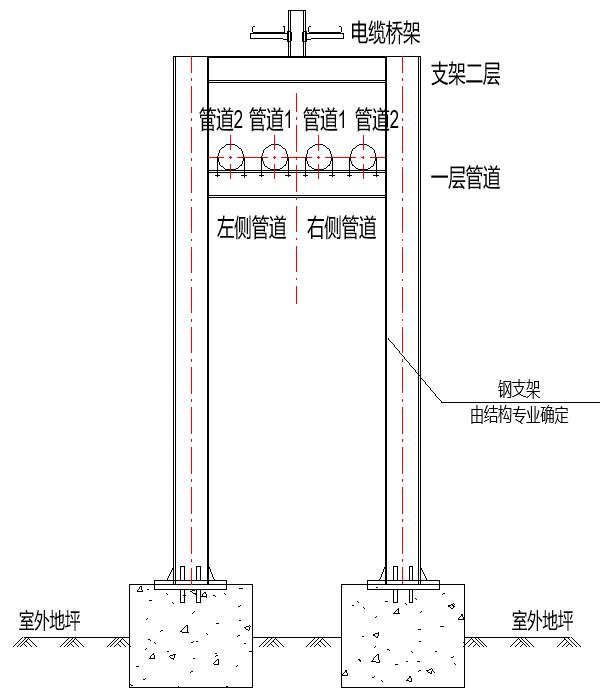 电缆桥架
支架二层
管道2 管道1 管道1 管道2
一层管道
左侧管道 右侧管道
钢支架
由结构专业确定
室外地坪 室外地坪